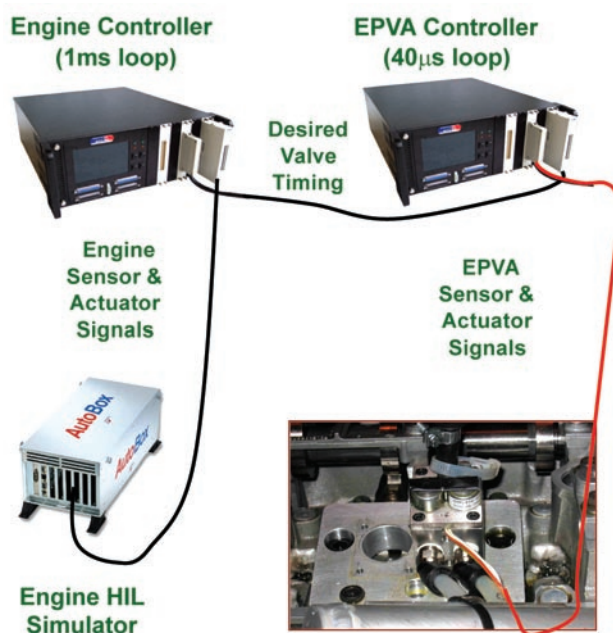 Engine Controller
(1ms loop)
EPVA Controller
(40μs loop)
Desired
Valve
Timing
Engine
Sensor &
Actuator
Signals
EPVA
Sensor &
Actuator
Signals
AutoBox
AutoBox
Engine HIL
Simulator